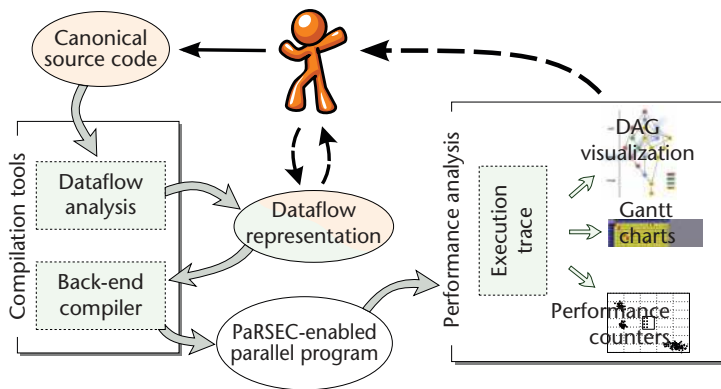 Canonical
source code
Compilation tools
Dataflow
analysis
Back-end
compiler
Dataflow
representation
PaRSEC-enabled
parallel program
Performance analysis
Execution
trace
DAG
visualization
Gantt
charts
Performance
counters